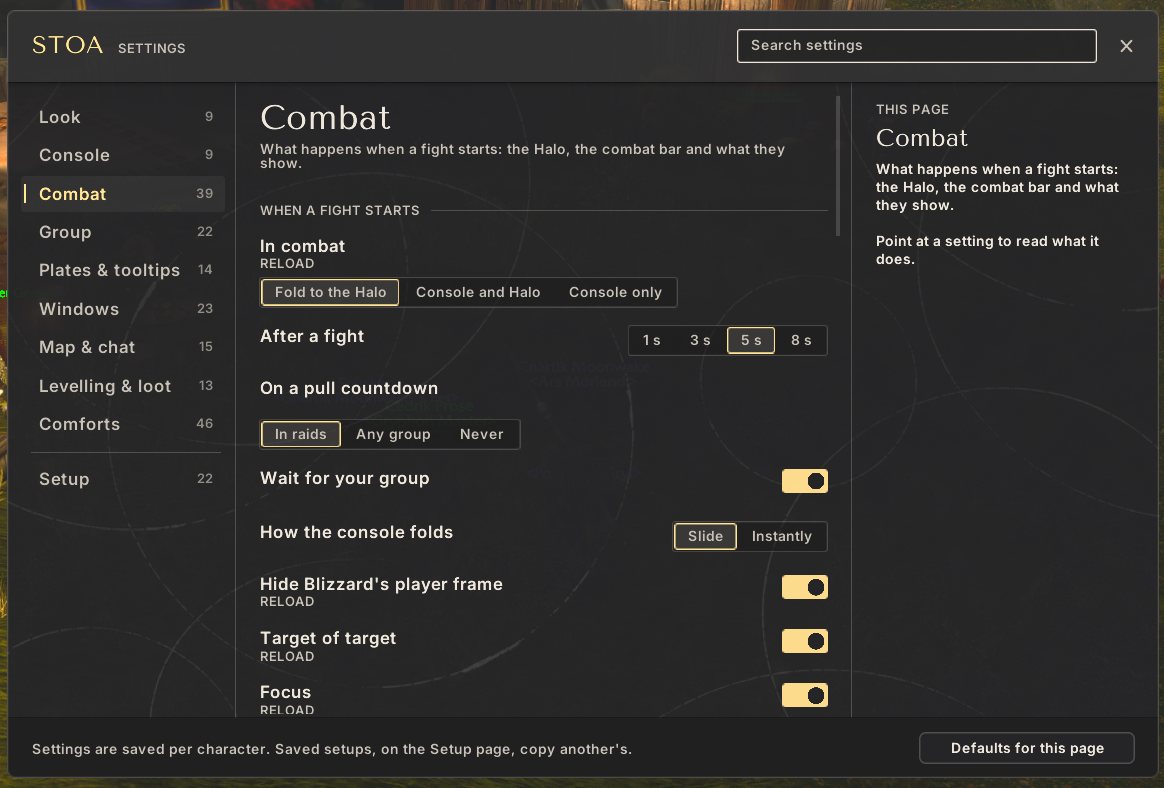 STOA SETTINGS
Search settings
Look 9
Console 9
Combat 39
Group 22
Plates & tooltips 14
Windows 23
Map & chat 15
Levelling & loot 13
Comforts 46
Setup 22
Combat
What happens when a fight starts: the Halo, the combat bar and what they
show.
WHEN A FIGHT STARTS
In combat
RELOAD
Fold to the Halo Console and Halo Console only
After a fight
1 s 3 s 5 s 8 s
On a pull countdown
In raids Any group Never
Wait for your group
How the console folds
Slide Instantly
Hide Blizzard's player frame
RELOAD
Target of target
RELOAD
Focus
RELOAD
THIS PAGE
Combat
What happens when a fight starts:
the Halo, the combat bar and what
they show.
Point at a setting to read what it
does.
Settings are saved per character. Saved setups, on the Setup page, copy another's.
Defaults for this page